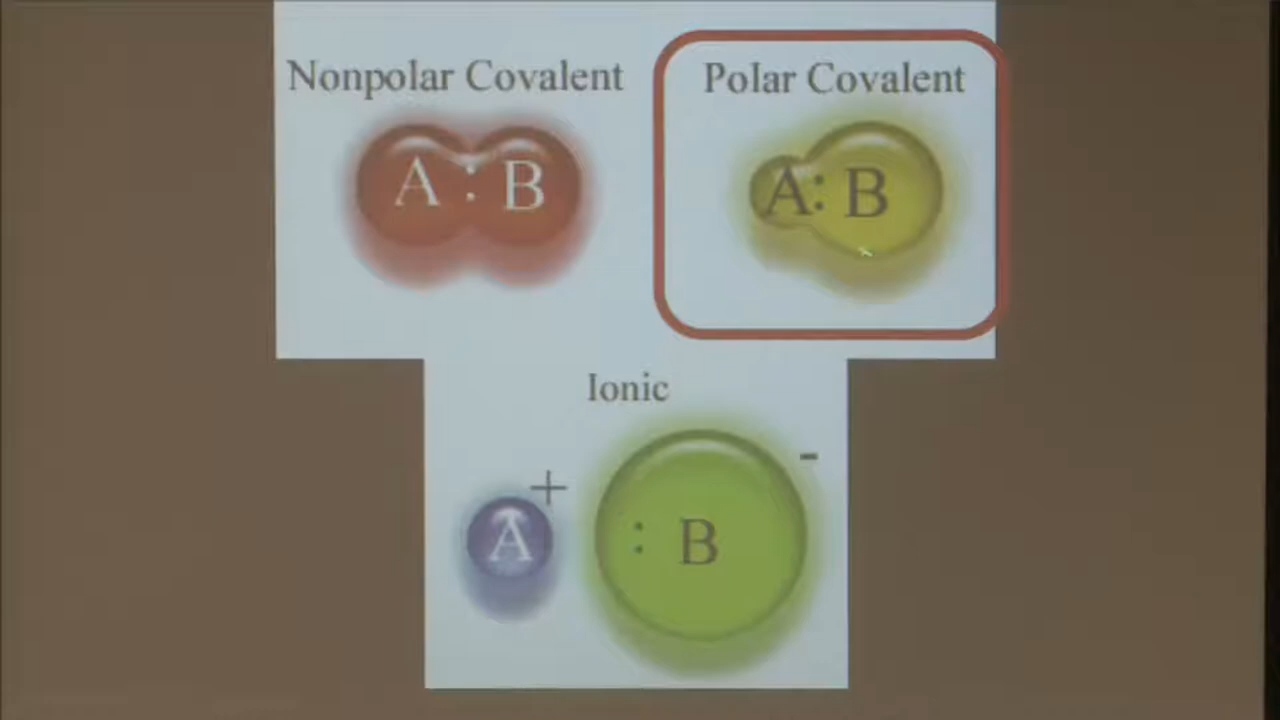 Nonpolar Covalent
Polar Covalent
A : B
A : B
Ionic
+
-
A
: B